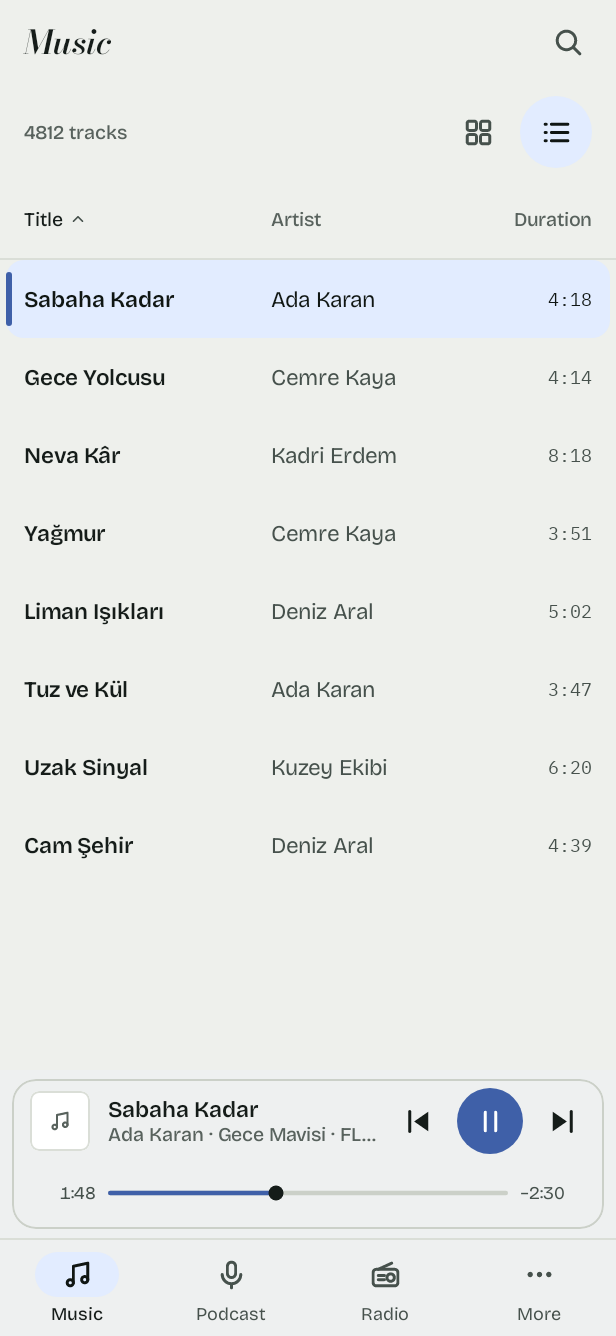 Music
4812 tracks
Title Artist Duration
Sabaha Kadar Ada Karan 4:18
Gece Yolcusu Cemre Kaya 4:14
Neva Kâr Kadri Erdem 8:18
Yağmur Cemre Kaya 3:51
Liman Işıkları Deniz Aral 5:02
Tuz ve Kül Ada Karan 3:47
Uzak Sinyal Kuzey Ekibi 6:20
Cam Şehir Deniz Aral 4:39
Sabaha Kadar
Ada Karan · Gece Mavisi · FL…
1:48 −2:30
Music Podcast Radio More